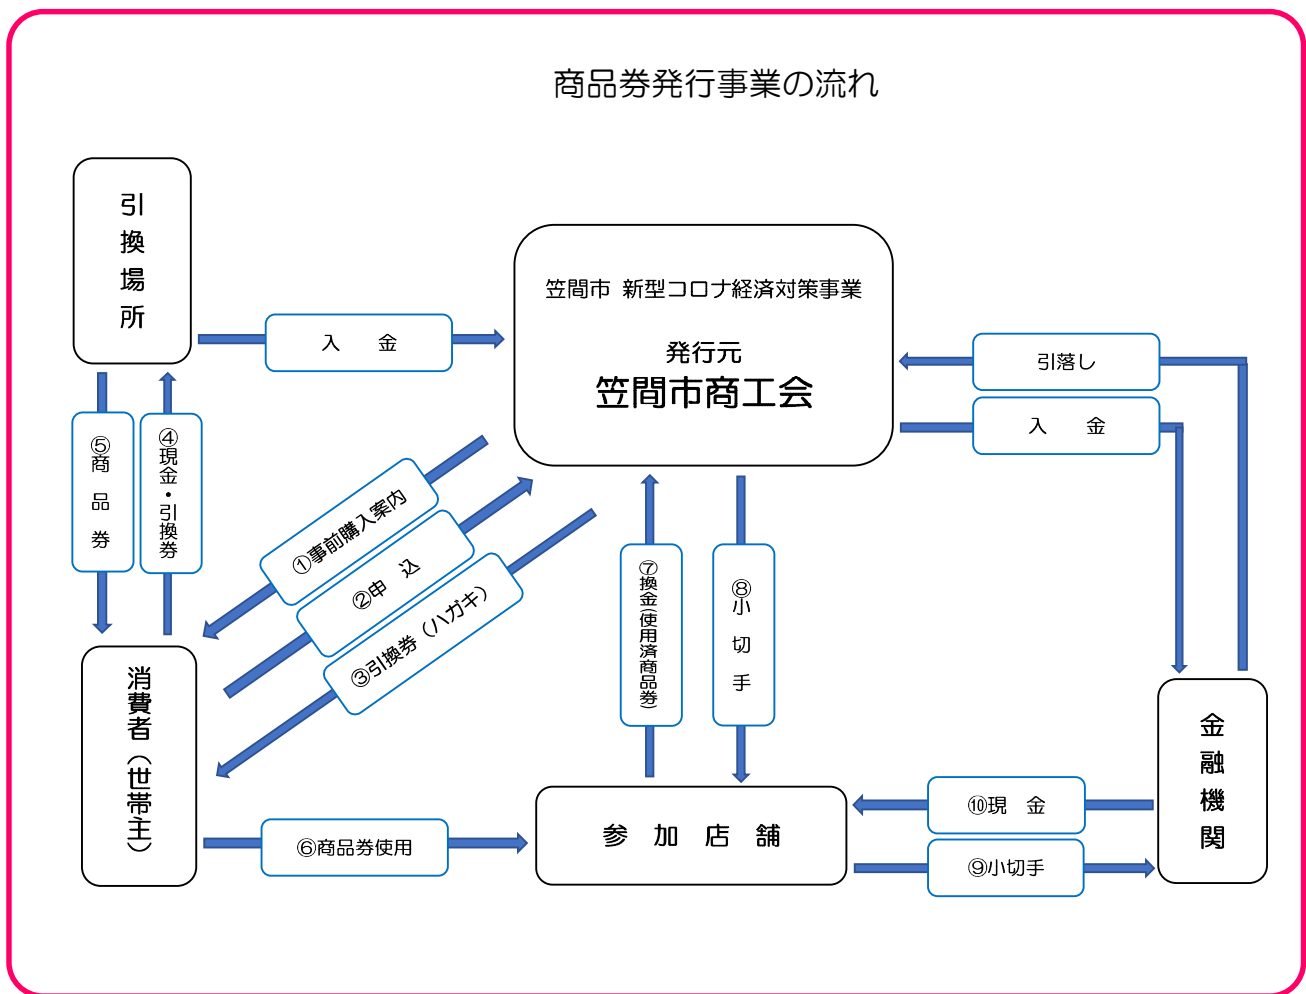 商品券発行事業の流れ
引換場所
笠間市 新型コロナ経済対策事業
発行元
笠間市商工会
入　金
引落し
入　金
⑤商品券
④現金・引換券
①事前購入案内
②申　込
③引換券（ハガキ）
⑦換金（使用済商品券）
⑧小切手
消費者（世帯主）
金融機関
⑥商品券使用
参加店舗
⑩現　金
⑨小切手